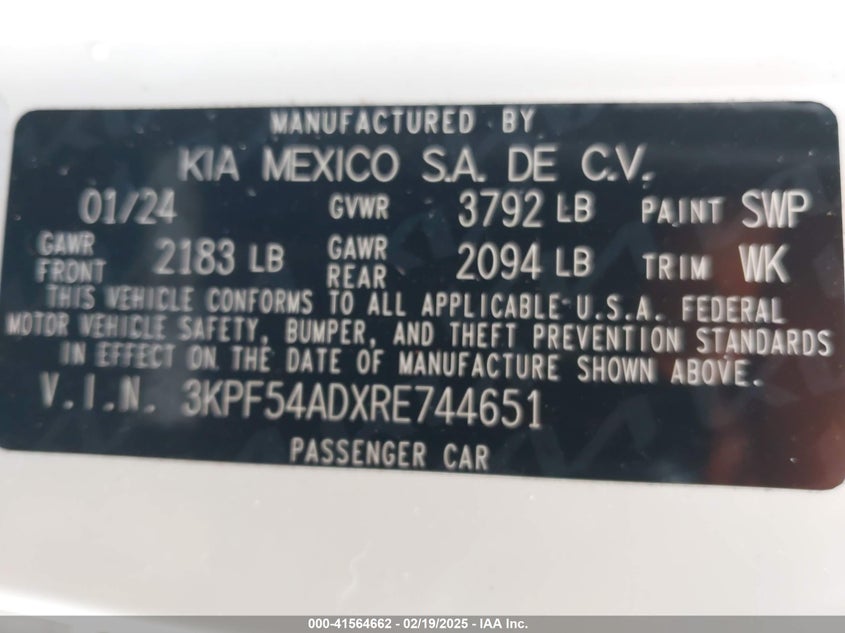 MANUFACTURED BY
KIA MEXICO S.A. DE C.V.
01/24 GVWR 3792 LB PAINT SWP
GAWR FRONT 2183 LB GAWR REAR 2094 LB TRIM WK
THIS VEHICLE CONFORMS TO ALL APPLICABLE U.S.A. FEDERAL
MOTOR VEHICLE SAFETY, BUMPER, AND THEFT PREVENTION STANDARDS
IN EFFECT ON THE DATE OF MANUFACTURE SHOWN ABOVE.
V.I.N. 3KPF54ADXRE744651
PASSENGER CAR
000-41564662 — 02/19/2025 — IAA Inc.